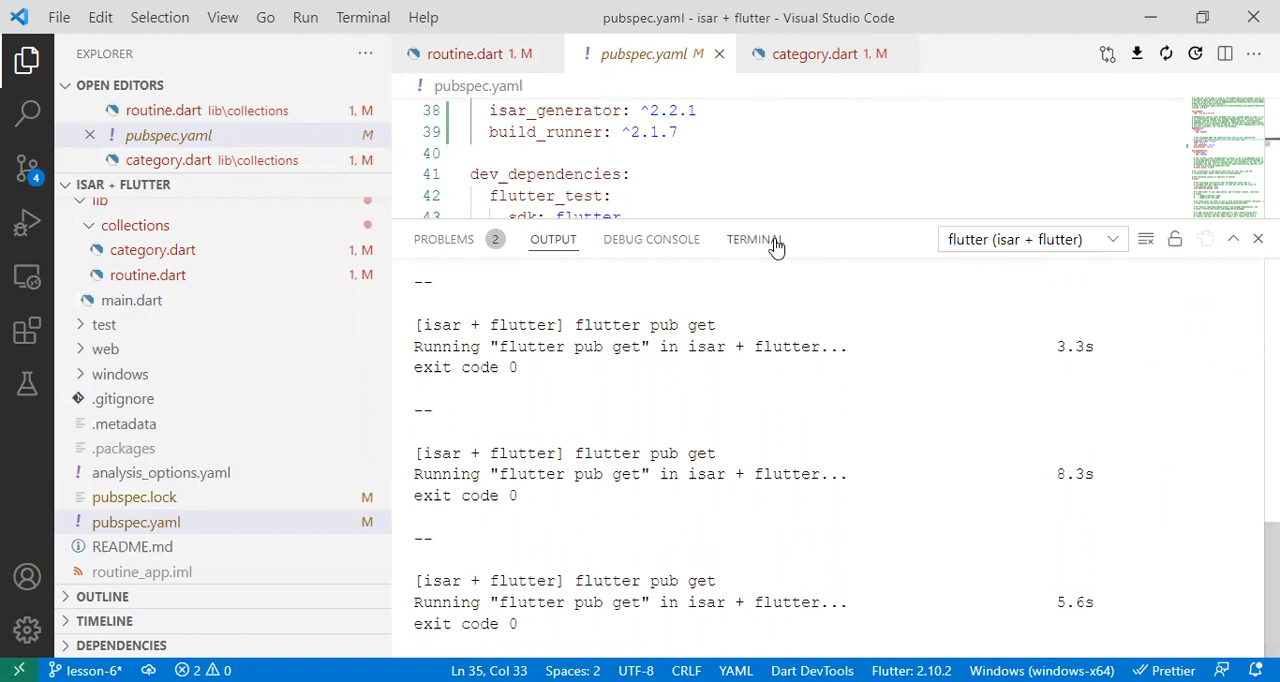 File Edit Selection View Go Run Terminal Help pubspec.yaml - isar + flutter - Visual Studio Code
EXPLORER
OPEN EDITORS
routine.dart lib\collections 1, M
pubspec.yaml M
category.dart lib\collections 1, M
ISAR + FLUTTER
lib
collections
category.dart 1, M
routine.dart 1, M
main.dart
test
web
windows
.gitignore
.metadata
.packages
analysis_options.yaml
pubspec.lock M
pubspec.yaml M
README.md
routine_app.iml
OUTLINE
TIMELINE
DEPENDENCIES
routine.dart 1, M pubspec.yaml M category.dart 1, M
pubspec.yaml
38 isar_generator: ^2.2.1
39 build_runner: ^2.1.7
40
41 dev_dependencies:
42 flutter_test:
43 sdk: flutter
PROBLEMS 2 OUTPUT DEBUG CONSOLE TERMINAL flutter (isar + flutter)
--
[isar + flutter] flutter pub get
Running "flutter pub get" in isar + flutter... 3.3s
exit code 0
--
[isar + flutter] flutter pub get
Running "flutter pub get" in isar + flutter... 8.3s
exit code 0
--
[isar + flutter] flutter pub get
Running "flutter pub get" in isar + flutter... 5.6s
exit code 0
4
lesson-6* 2 0 Ln 35, Col 33 Spaces: 2 UTF-8 CRLF YAML Dart DevTools Flutter: 2.10.2 Windows (windows-x64) Prettier